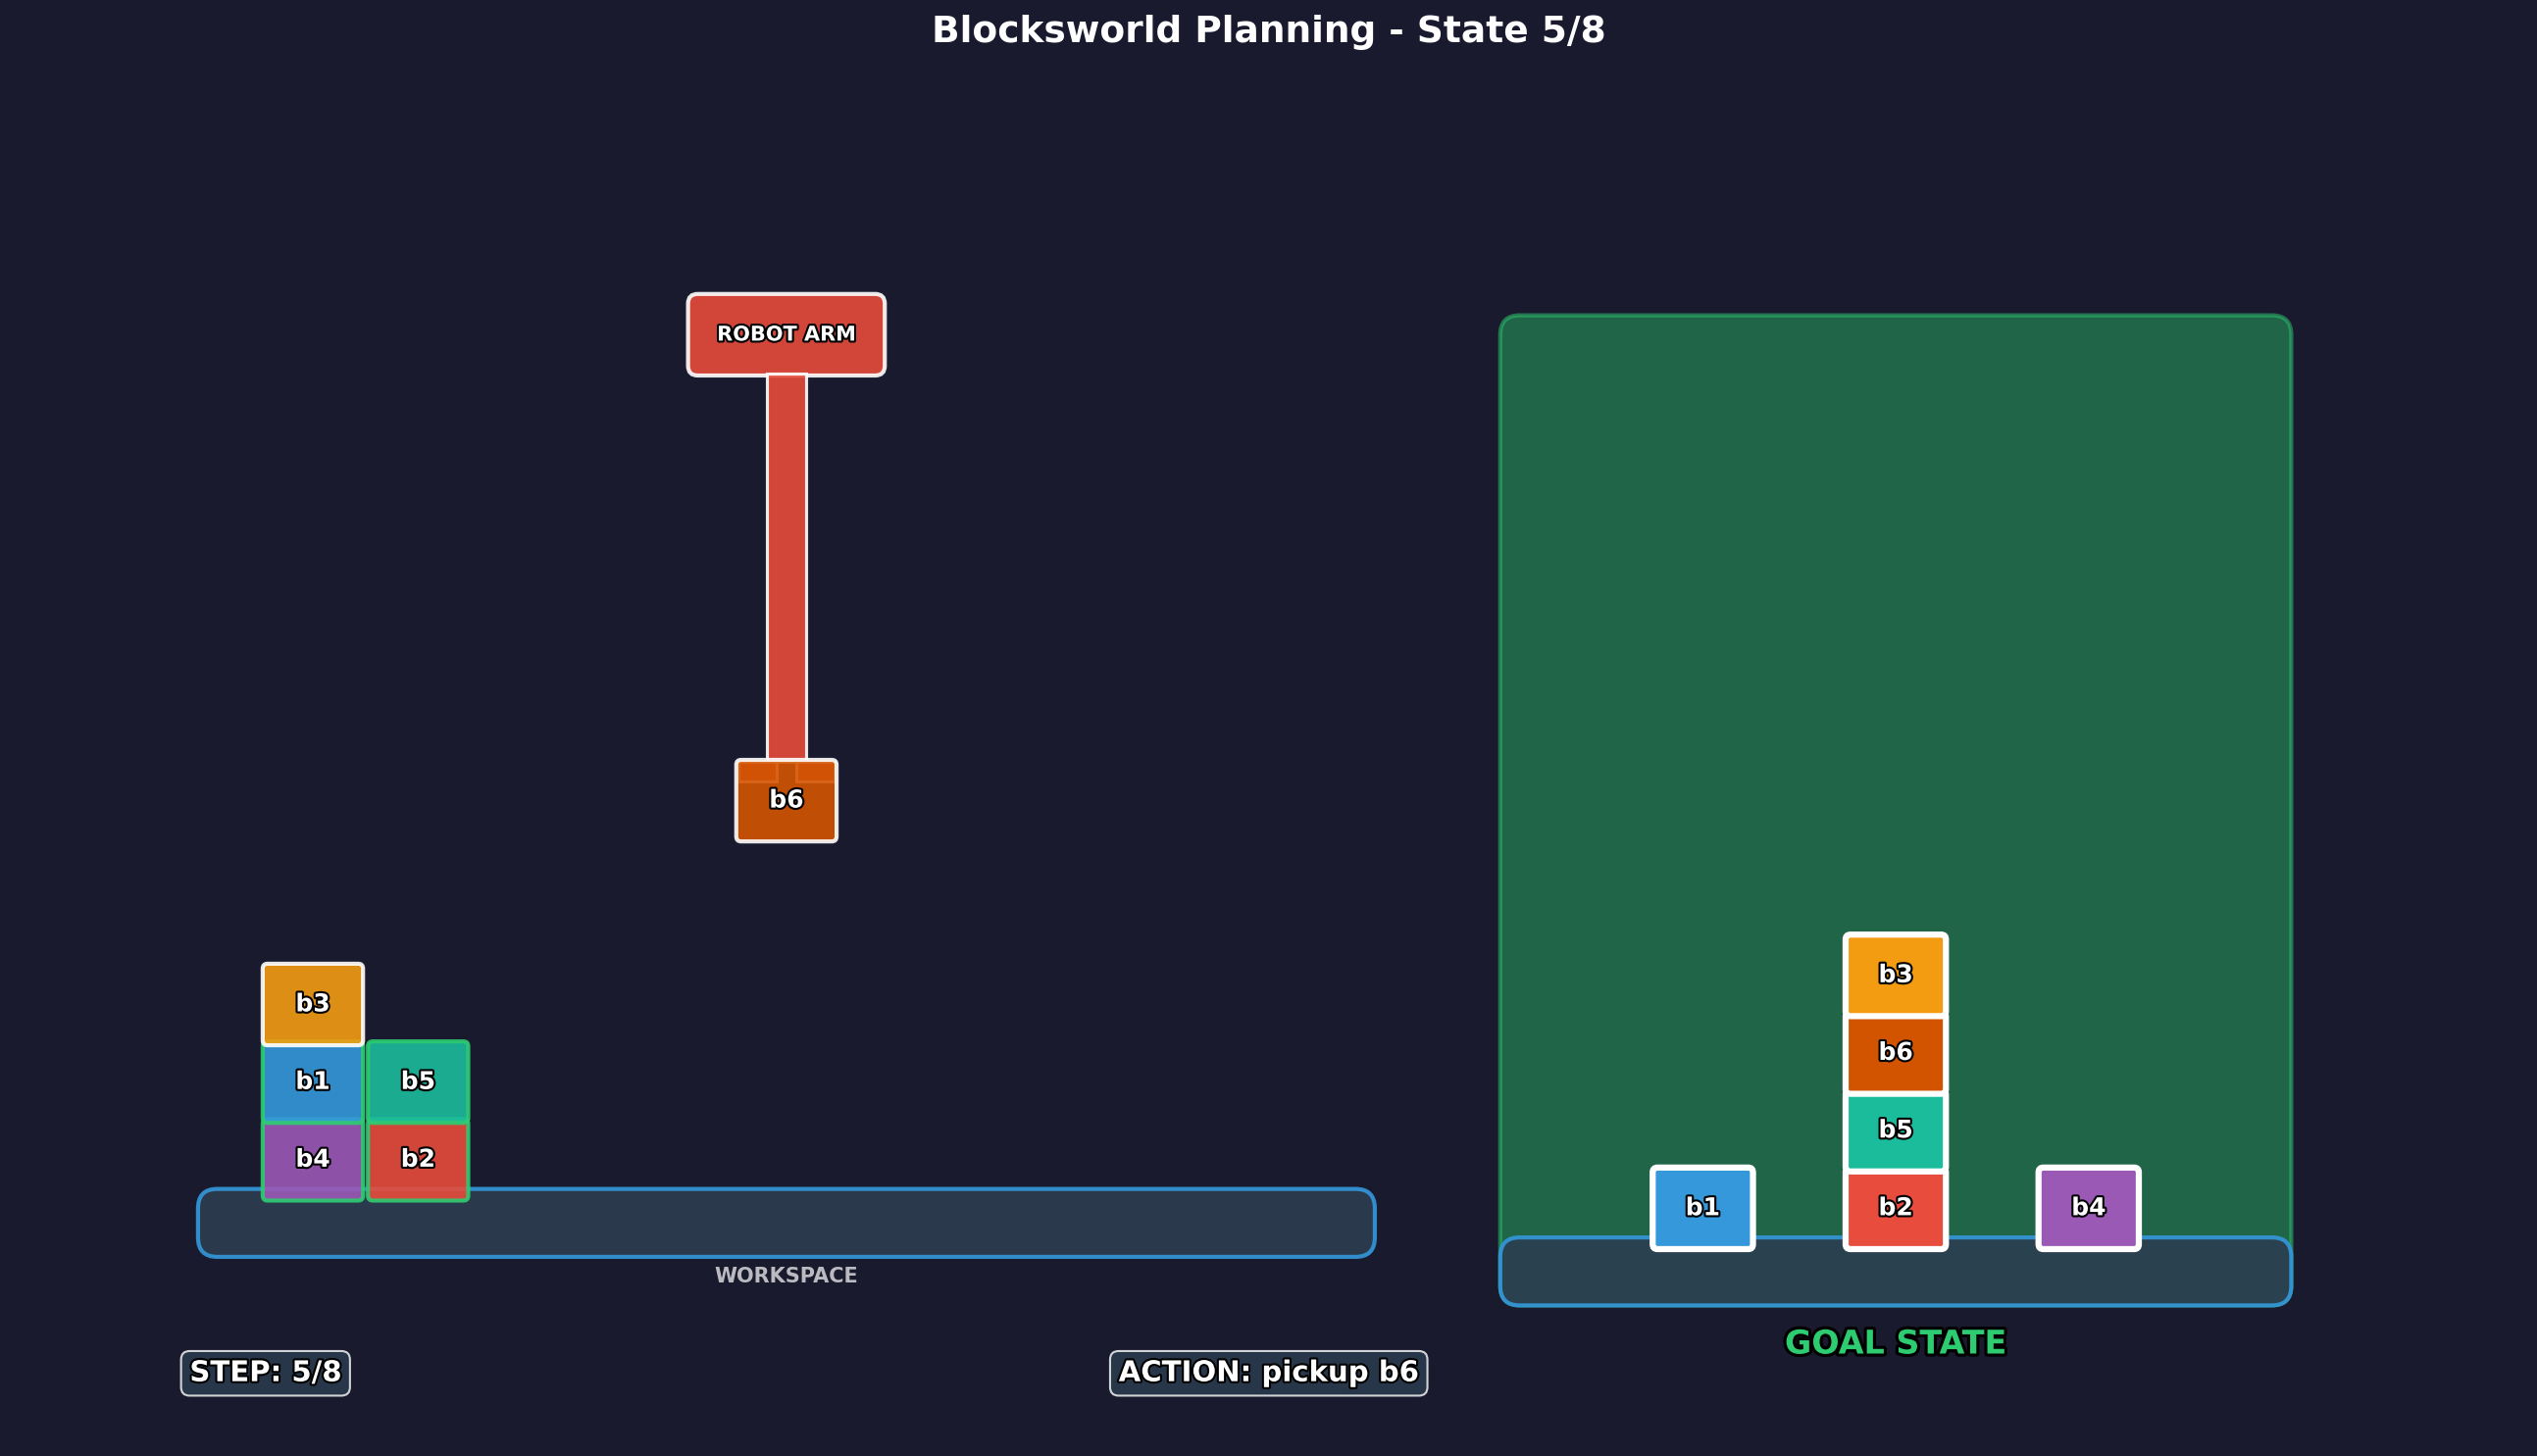 Blocksworld Planning - State 5/8
ROBOT ARM
b6
b3
b1
b5
b4
b2
WORKSPACE
b3
b6
b5
b1
b2
b4
GOAL STATE
STEP: 5/8
ACTION: pickup b6